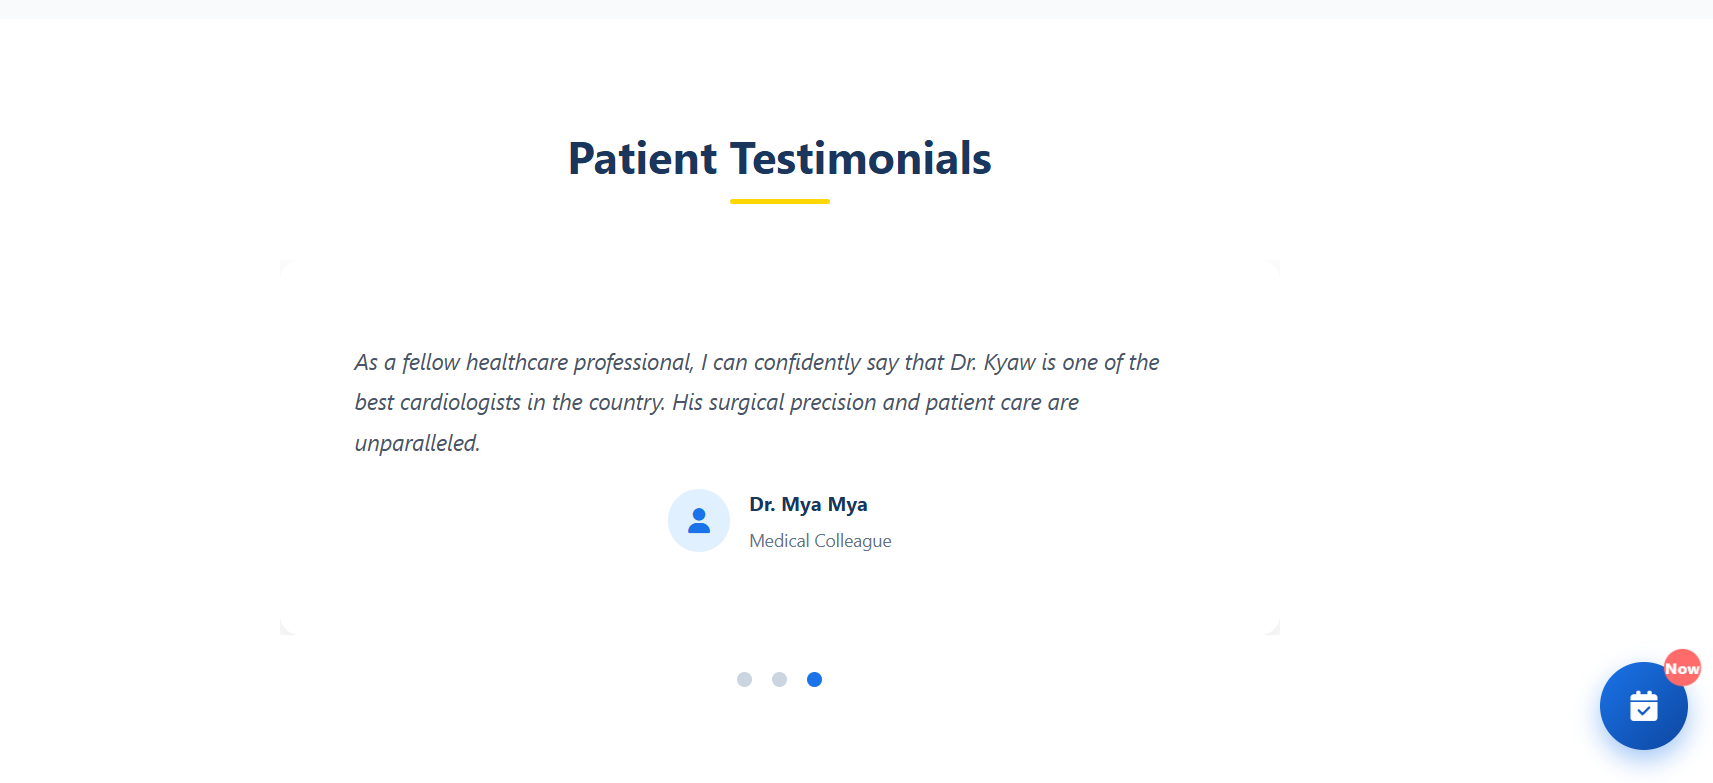 Patient Testimonials
As a fellow healthcare professional, I can confidently say that Dr. Kyaw is one of the
best cardiologists in the country. His surgical precision and patient care are
unparalleled.
Dr. Mya Mya
Medical Colleague
Now